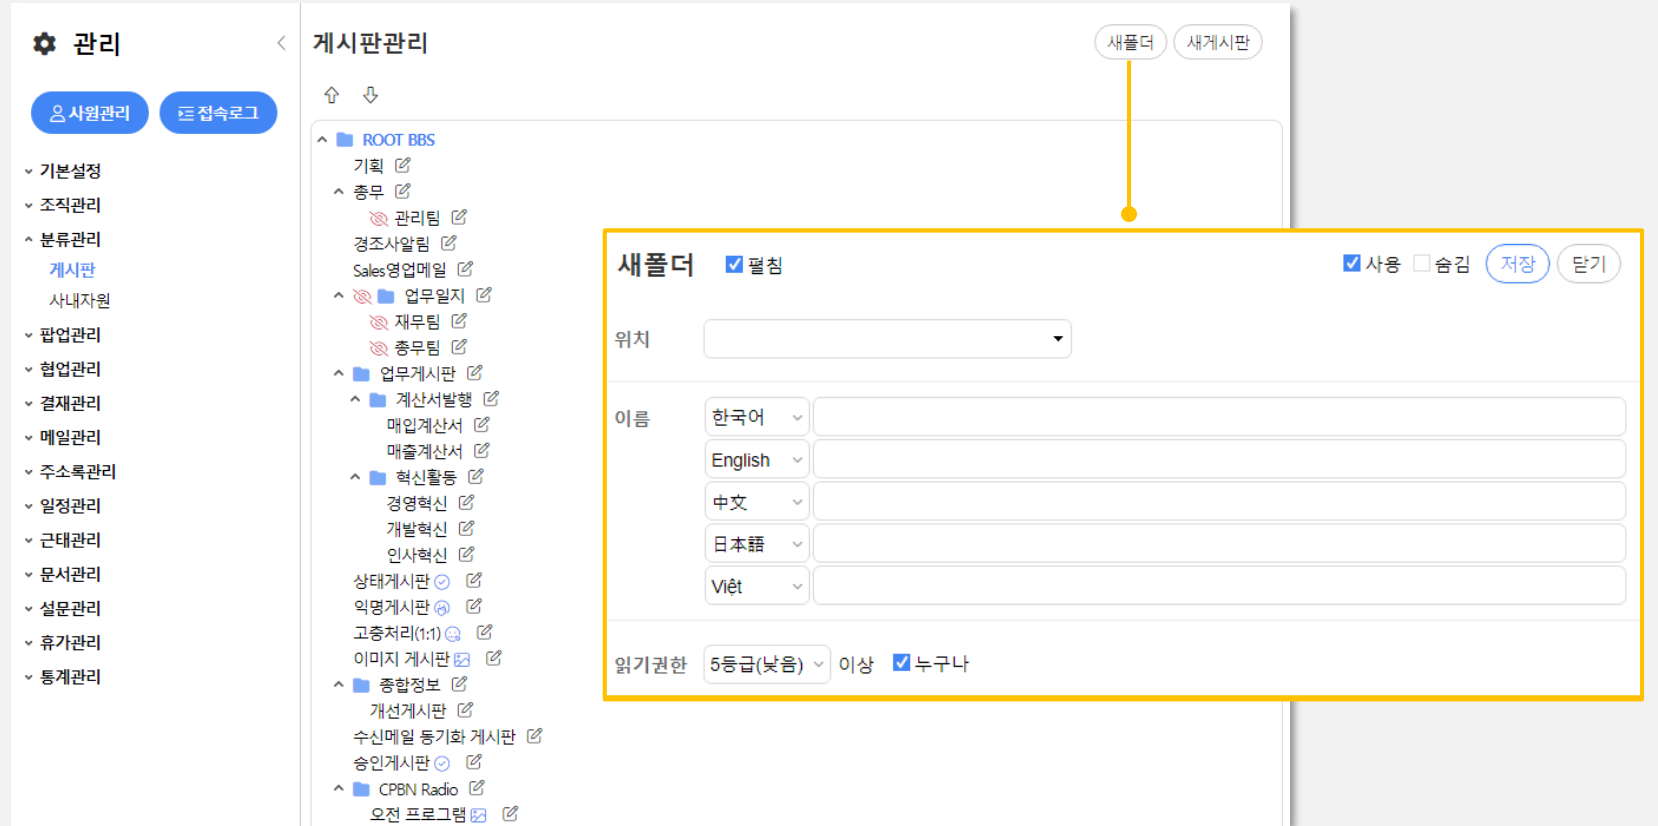 관리
사원관리
접속로그
기본설정
조직관리
분류관리
게시판
사내자원
팝업관리
협업관리
결재관리
메일관리
주소록관리
일정관리
근태관리
문서관리
설문관리
휴가관리
통계관리
게시판관리
새폴더
새게시판
ROOT BBS
기획
총무
관리팀
경조사알림
Sales영업메일
업무일지
재무팀
총무팀
업무게시판
계산서발행
매입계산서
매출계산서
혁신활동
경영혁신
개발혁신
인사혁신
상태게시판
익명게시판
고충처리(1:1)
이미지 게시판
종합정보
개선게시판
수신메일 동기화 게시판
승인게시판
CPBN Radio
오전 프로그램
새폴더
펼침
사용
숨김
저장
닫기
위치
이름
한국어
English
中文
日本語
Việt
읽기권한
5등급(낮음)
이상
누구나